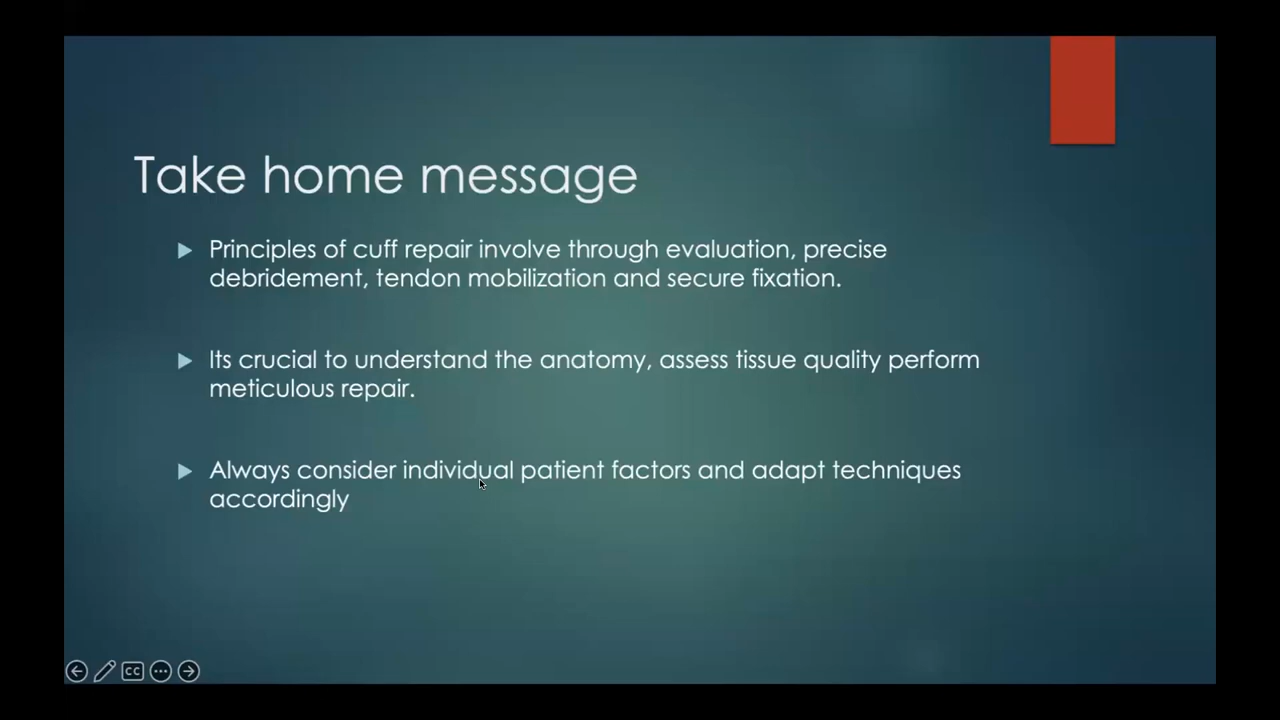 Take home message
Principles of cuff repair involve through evaluation, precise
debridement, tendon mobilization and secure fixation.
Its crucial to understand the anatomy, assess tissue quality perform
meticulous repair.
Always consider individual patient factors and adapt techniques
accordingly
CC